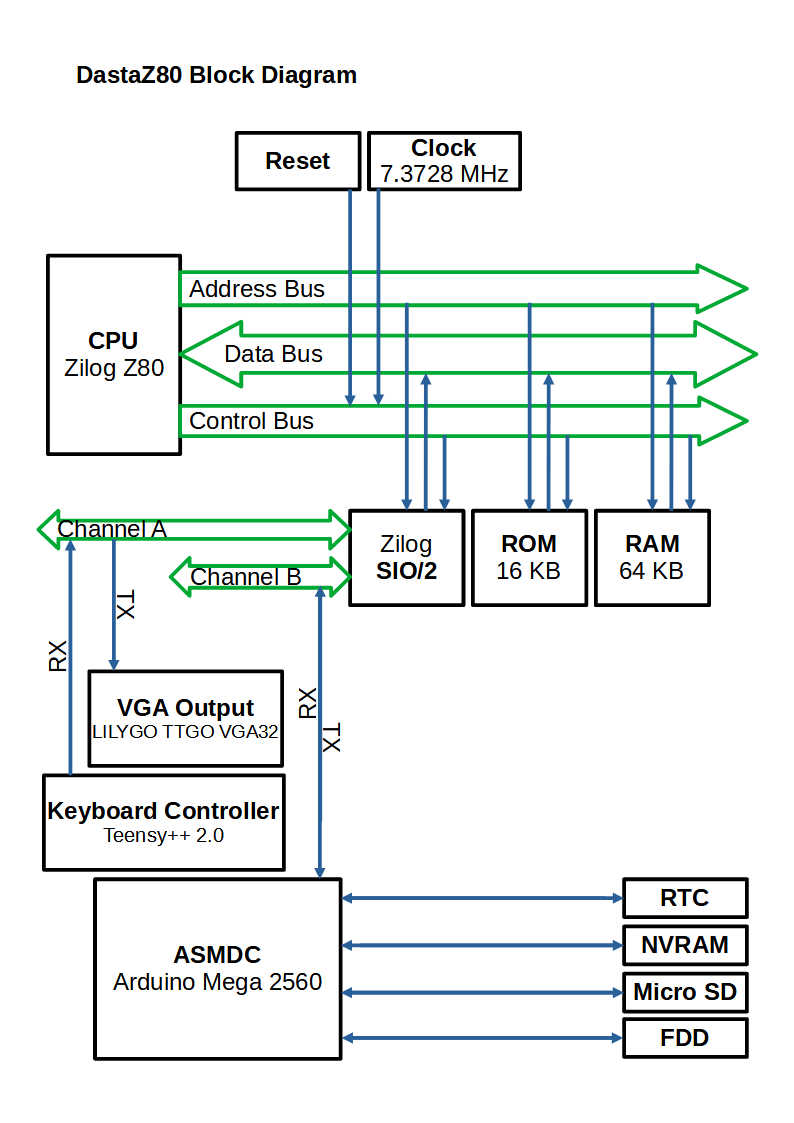 DastaZ80 Block Diagram
Reset
Clock
7.3728 MHz
Address Bus
CPU
Zilog Z80
Data Bus
Control Bus
Channel A
Zilog
SIO/2
ROM
16 KB
RAM
64 KB
Channel B
TX
RX
VGA Output
LILYGO TTGO VGA32
RX
TX
Keyboard Controller
Teensy++ 2.0
ASMDC
Arduino Mega 2560
RTC
NVRAM
Micro SD
FDD